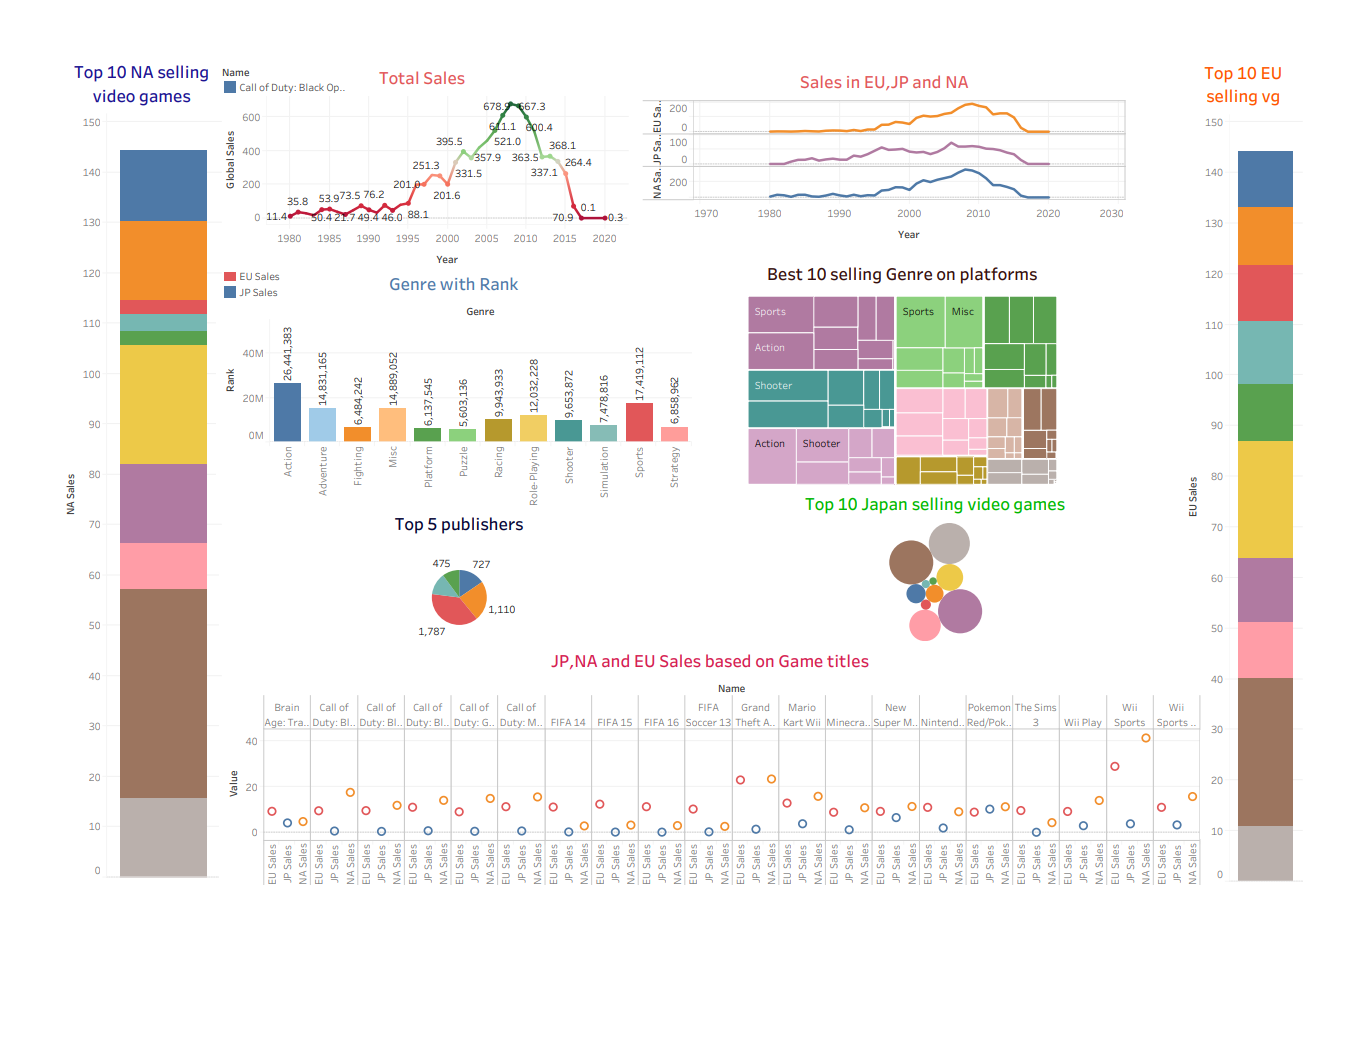 Top 10 NA selling
video games
150
140
130
120
110
100
90
80
70
60
50
40
30
20
10
0
NA Sales
Name
Call of Duty: Black Op..
Total Sales
Global Sales
600
400
200
0
11.4
35.8
50.4
53.9
21.7
73.5
49.4
76.2
46.0
88.1
201.0
251.3
201.6
331.5
395.5
357.9
521.0
611.1
678.9
667.3
600.4
363.5
368.1
337.1
264.4
70.9
0.1
0.3
1980
1985
1990
1995
2000
2005
2010
2015
2020
Year
Sales in EU,JP and NA
EU Sa..
200
0
JP Sa..
100
0
NA Sa..
200
1970
1980
1990
2000
2010
2020
2030
Year
Top 10 EU
selling vg
150
140
130
120
110
100
90
80
70
60
50
40
30
20
10
0
EU Sales
EU Sales
JP Sales
Genre with Rank
Genre
Rank
40M
20M
0M
26,441,383
14,831,165
6,484,242
14,889,052
6,137,545
5,603,136
9,943,933
12,032,228
9,653,872
7,478,816
17,419,112
6,858,962
Action
Adventure
Fighting
Misc
Platform
Puzzle
Racing
Role-Playing
Shooter
Simulation
Sports
Strategy
Best 10 selling Genre on platforms
Sports
Action
Shooter
Action
Shooter
Sports
Misc
Top 5 publishers
475
727
1,110
1,787
Top 10 Japan selling video games
JP,NA and EU Sales based on Game titles
Name
Brain
Age: Tra..
Call of
Duty: Bl..
Call of
Duty: Bl..
Call of
Duty: Bl..
Call of
Duty: G..
Call of
Duty: M..
FIFA 14
FIFA 15
FIFA 16
FIFA
Soccer 13
Grand
Theft A..
Mario
Kart Wii
Minecra..
New
Super M..
Nintend..
Pokemon
Red/Pok..
The Sims
3
Wii Play
Wii
Sports
Wii
Sports ..
Value
40
20
0
EU Sales
JP Sales
NA Sales
EU Sales
JP Sales
NA Sales
EU Sales
JP Sales
NA Sales
EU Sales
JP Sales
NA Sales
EU Sales
JP Sales
NA Sales
EU Sales
JP Sales
NA Sales
EU Sales
JP Sales
NA Sales
EU Sales
JP Sales
NA Sales
EU Sales
JP Sales
NA Sales
EU Sales
JP Sales
NA Sales
EU Sales
JP Sales
NA Sales
EU Sales
JP Sales
NA Sales
EU Sales
JP Sales
NA Sales
EU Sales
JP Sales
NA Sales
EU Sales
JP Sales
NA Sales
EU Sales
JP Sales
NA Sales
EU Sales
JP Sales
NA Sales
EU Sales
JP Sales
NA Sales
EU Sales
JP Sales
NA Sales
EU Sales
JP Sales
NA Sales